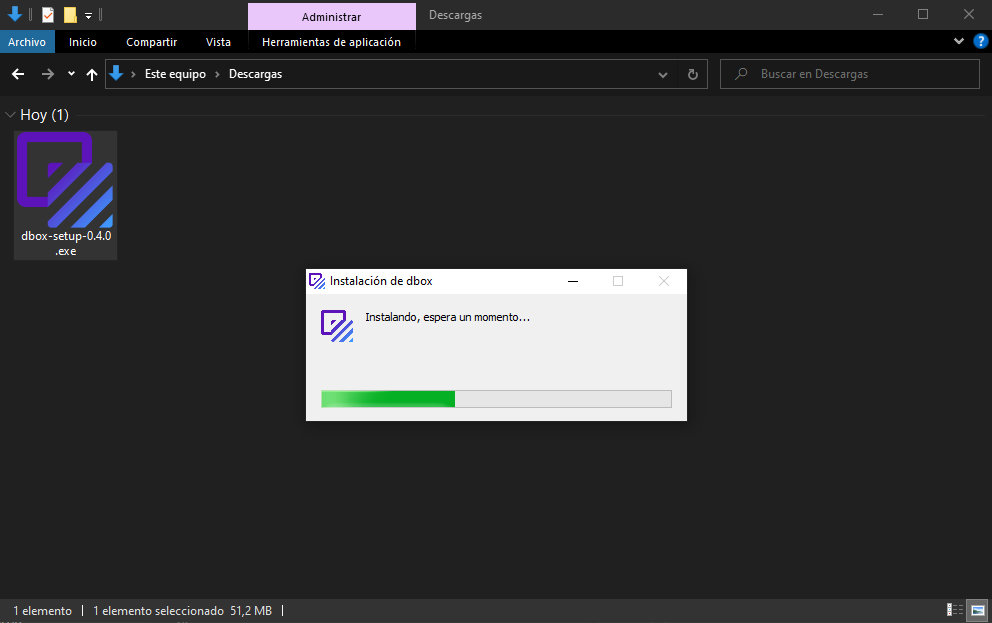 Administrar
Descargas
Archivo
Inicio
Compartir
Vista
Herramientas de aplicación
?
Este equipo
Descargas
Buscar en Descargas
Hoy (1)
dbox-setup-0.4.0
.exe
Instalación de dbox
Instalando, espera un momento...
1 elemento
1 elemento seleccionado 51,2 MB